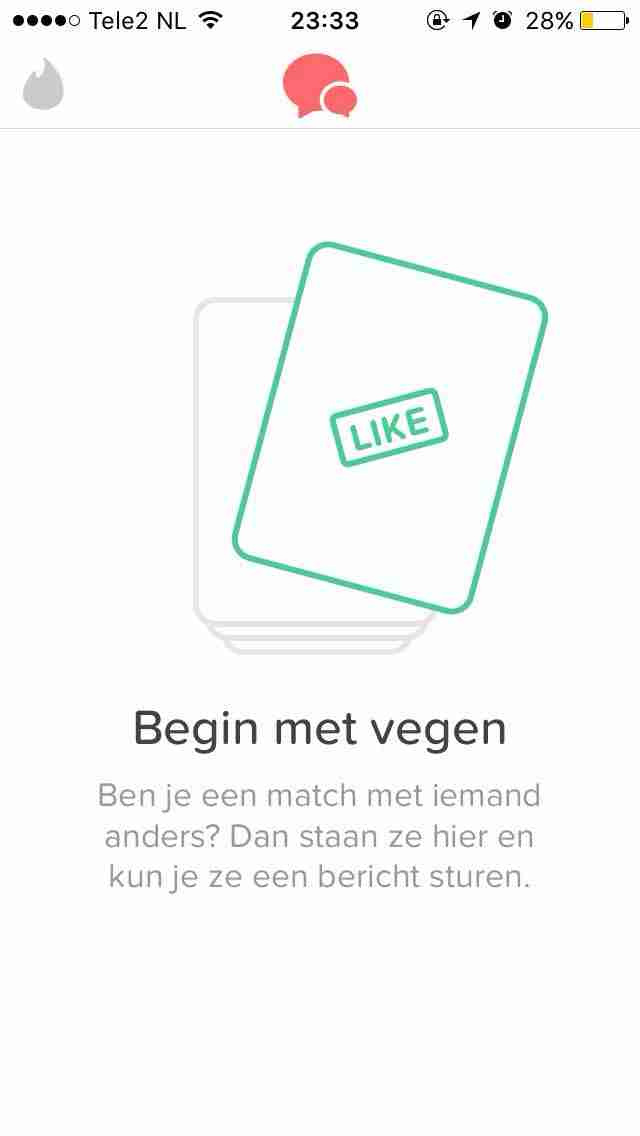 Tele2 NL 23:33 28%
LIKE
Begin met vegen
Ben je een match met iemand
anders? Dan staan ze hier en
kun je ze een bericht sturen.